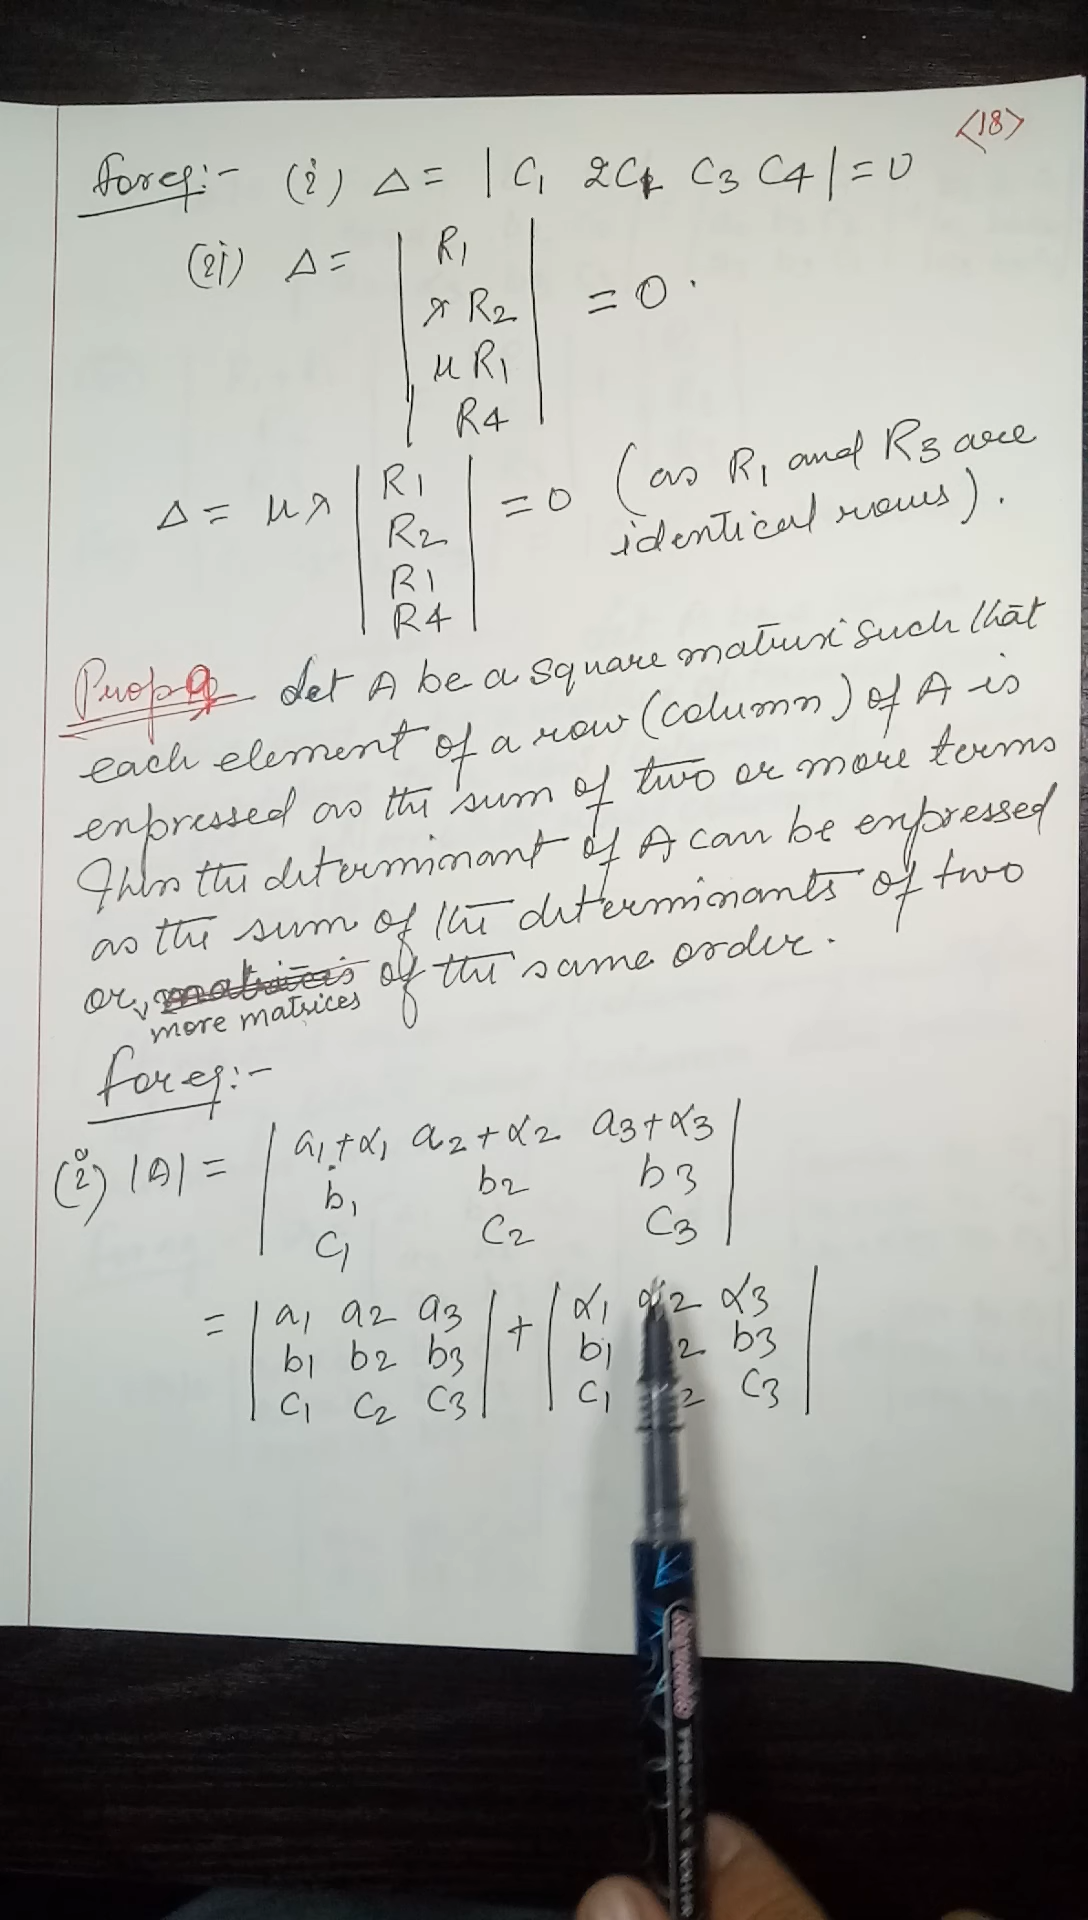 <18>
for eg:- (i) Δ = | C1 2C1 C3 C4 | = 0
(ii) Δ = | R1
λ R2
μ R1
R4 | = 0.
Δ = μλ | R1
R2
R1
R4 | = 0 (as R1 and R3 are
identical rows).
Prop 9 Let A be a square matrix such that
each element of a row (column) of A is
expressed as the sum of two or more terms
Then the determinant of A can be expressed
as the sum of the determinants of two
or matrices of the same order.
more matrices
for eg:-
(i) |A| = | a1+α1 a2+α2 a3+α3 |
b1 b2 b3
C1 C2 C3
= | a1 a2 a3 | + | α1 α2 α3 |
b1 b2 b3 b1 2 b3
C1 C2 C3 C1 2 C3